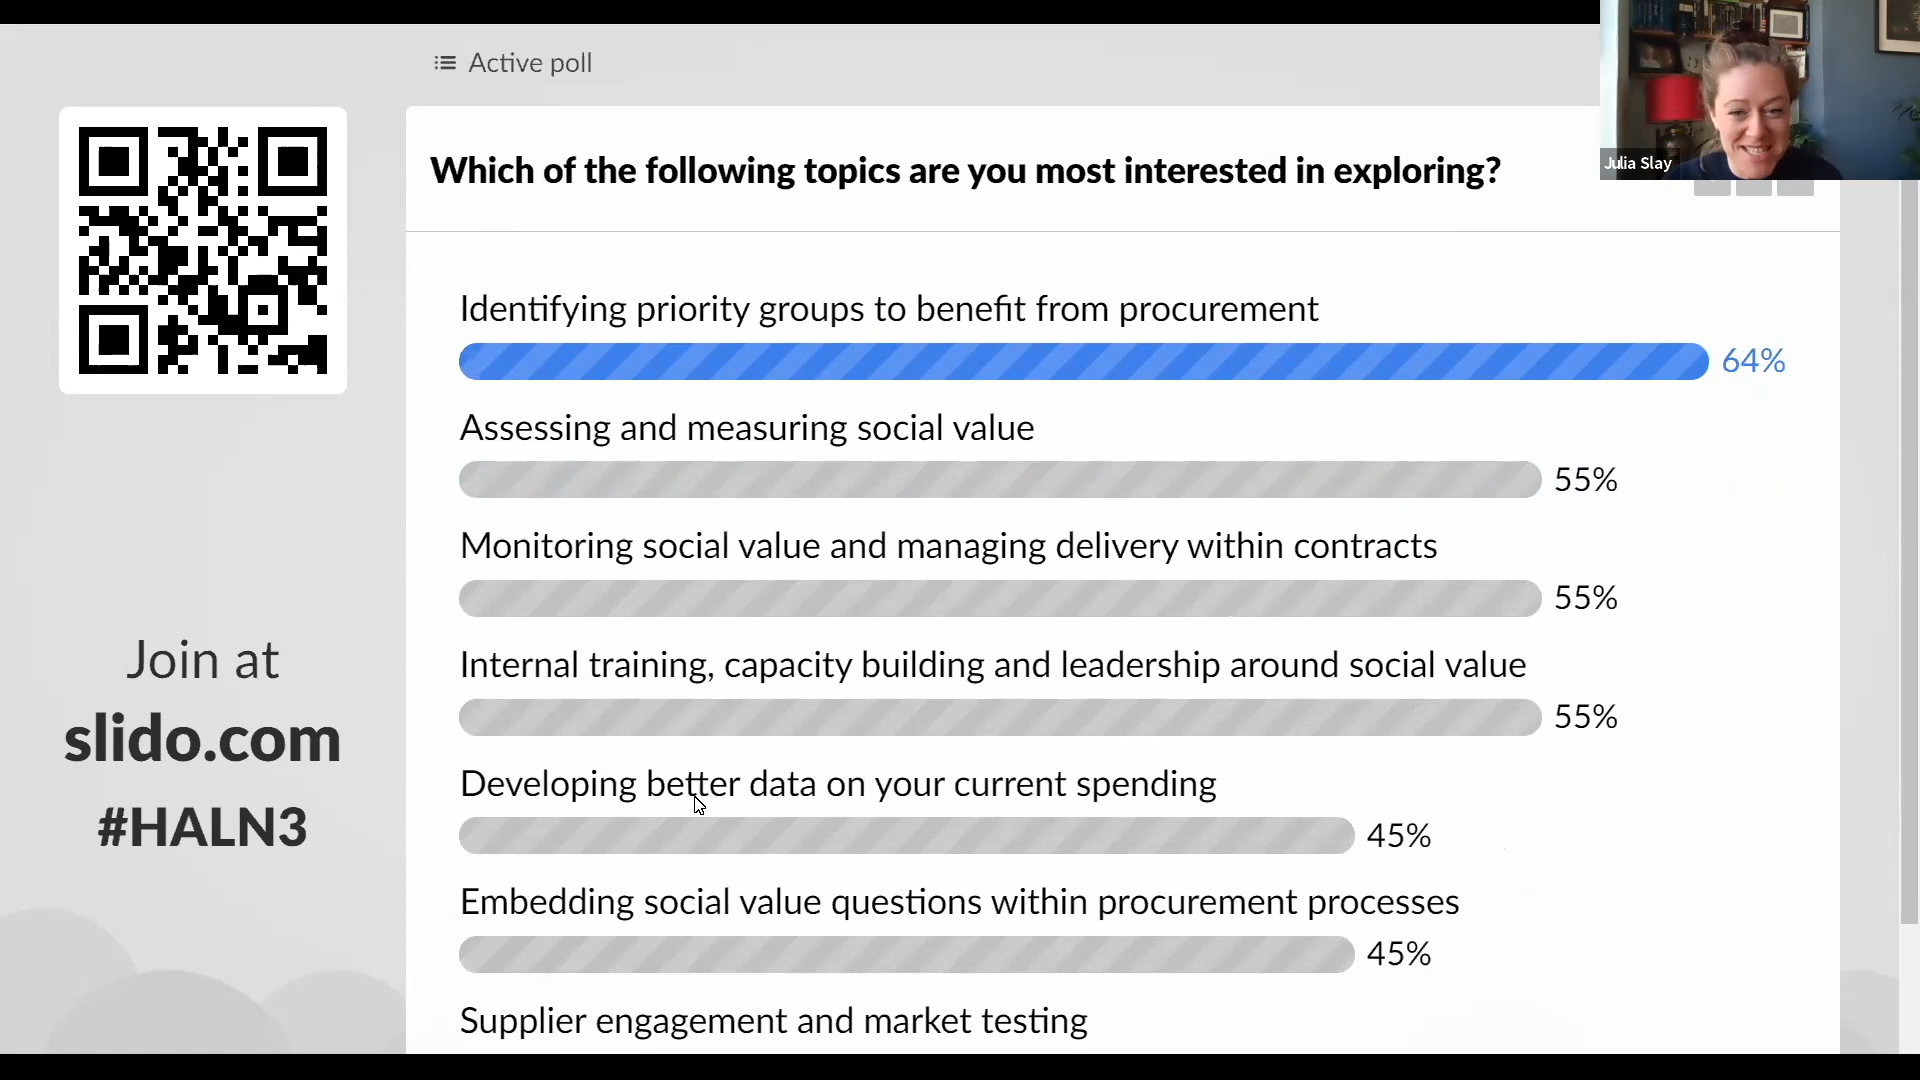 Active poll
Julia Slay
Which of the following topics are you most interested in exploring?
Identifying priority groups to benefit from procurement
64%
Assessing and measuring social value
55%
Monitoring social value and managing delivery within contracts
55%
Internal training, capacity building and leadership around social value
55%
Developing better data on your current spending
45%
Embedding social value questions within procurement processes
45%
Supplier engagement and market testing
Join at
slido.com
#HALN3